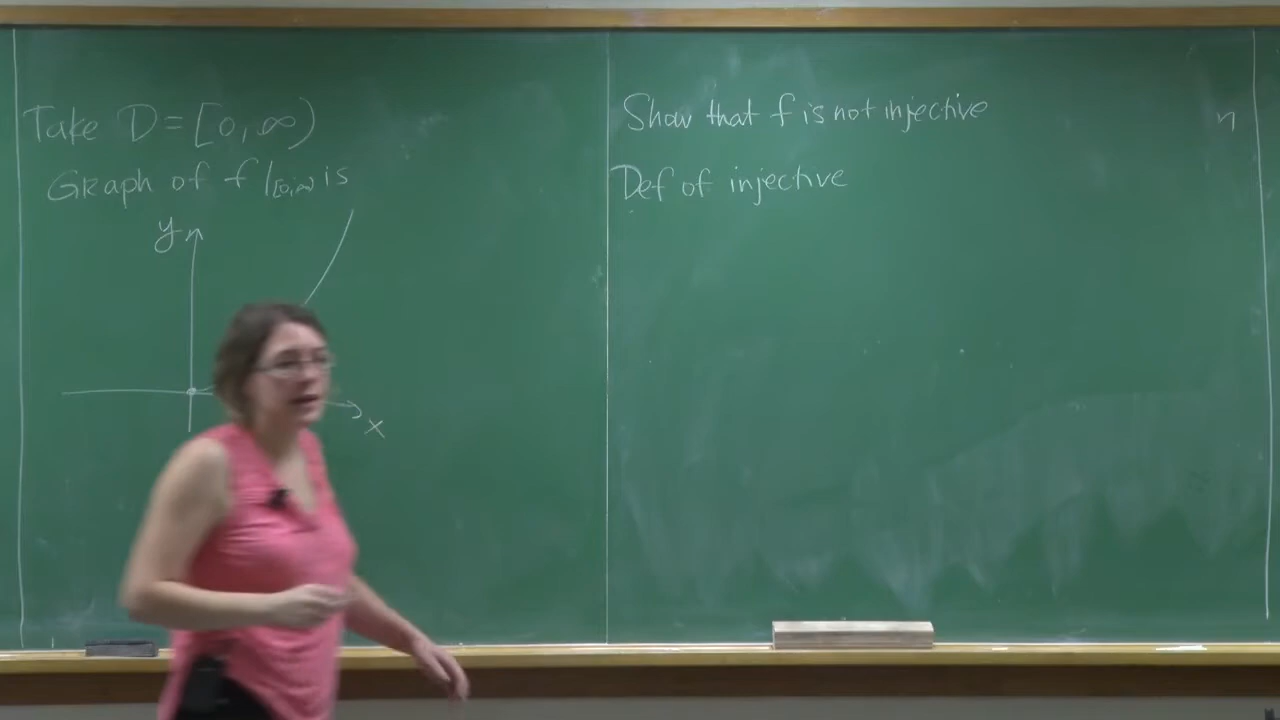 Take D = [0, ∞)
Graph of f|[0,∞) is
y
x
Show that f is not injective
Def of injective
n